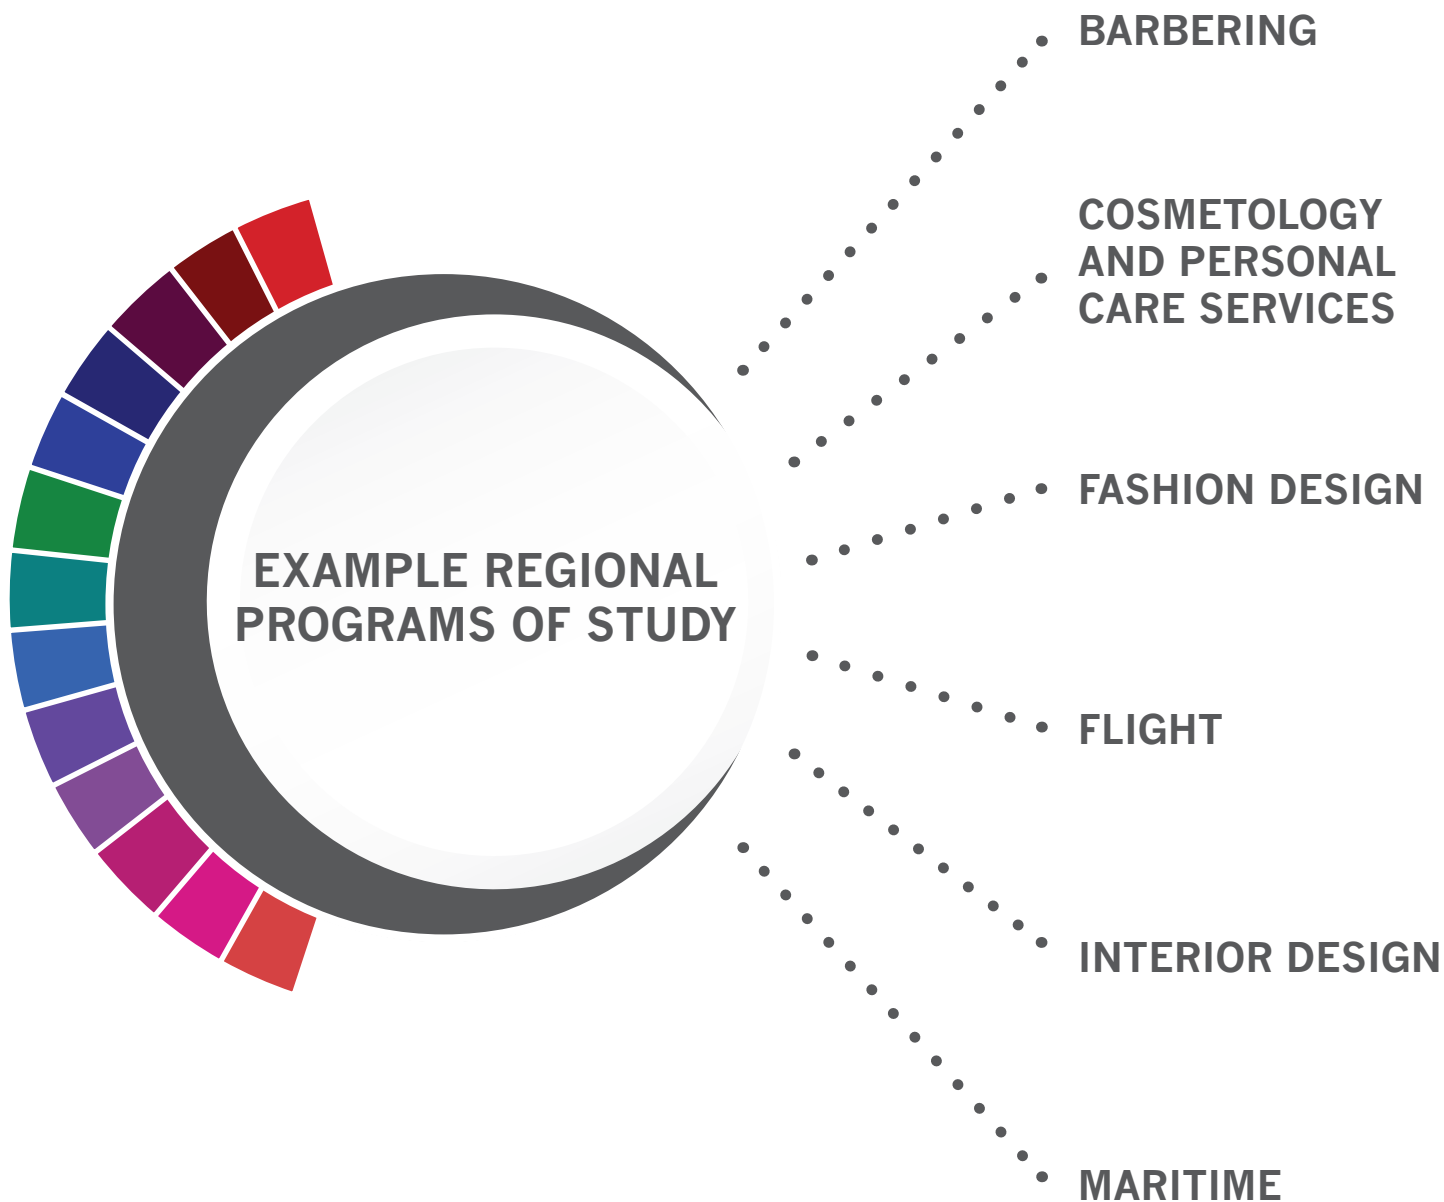 EXAMPLE REGIONAL
PROGRAMS OF STUDY
BARBERING
COSMETOLOGY
AND PERSONAL
CARE SERVICES
FASHION DESIGN
FLIGHT
INTERIOR DESIGN
MARITIME